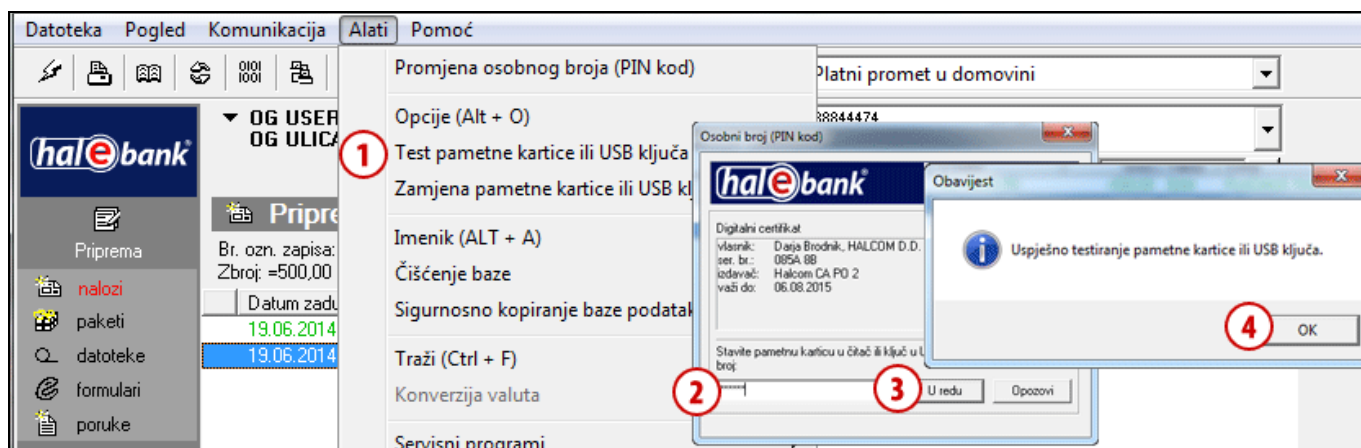 Datoteka Pogled Komunikacija Alati Pomoć
Promjena osobnog broja (PIN kod)
Platni promet u domovini
hal@bank
OG USER
OG ULICA
Opcije (Alt + O)
88844474
1
Test pametne kartice ili USB ključa
Zamjena pametne kartice ili USB klj
Priprema
Pripre
Br. ozn. zapisa:
Zbroj: =500,00
Imenik (ALT + A)
Čišćenje baze
Sigurnosno kopiranje baze podatak
nalozi
paketi
datoteke
formulari
poruke
Datum zadu
19.06.2014
19.06.2014
Traži (Ctrl + F)
Konverzija valuta
Servisni programi
Osobni broj (PIN kod)
hal@bank
Digitalni certifikat
vlasnik: Darja Brodnik, HALCOM D.D.
ser. br.: 085A 8B
izdavač: Halcom CA PO 2
važi do: 06.08.2015
Stavite pametnu karticu u čitač ili ključ u U
broj:
2
3
U redu
Opozovi
Obavijest
Uspješno testiranje pametne kartice ili USB ključa.
4
OK